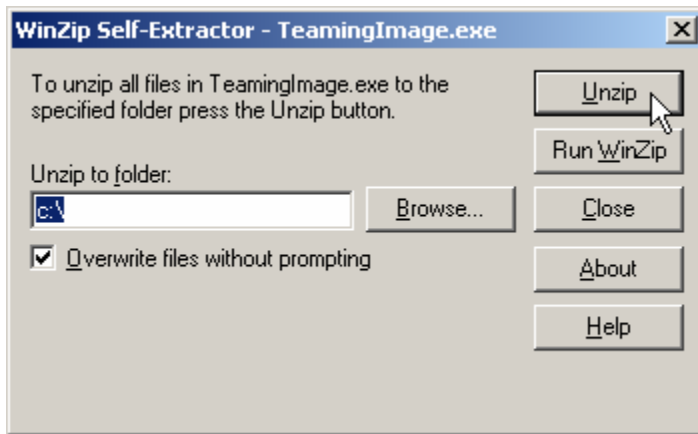 WinZip Self-Extractor - TeamingImage.exe
To unzip all files in TeamingImage.exe to the
specified folder press the Unzip button.
Unzip to folder:
c:\
Browse...
Overwrite files without prompting
Unzip
Run WinZip
Close
About
Help